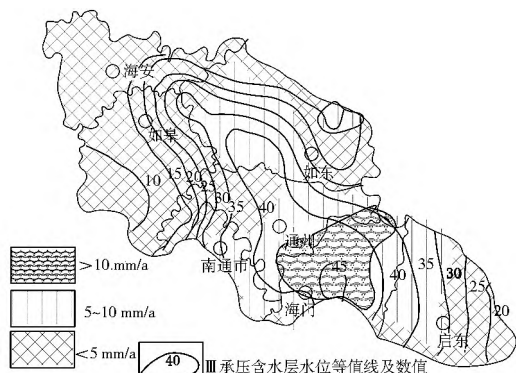 海安
如皋
如东
10
15
20
25
30
35
40
通州
南通市
45
40
35
30
25
20
海门
启东
>10 mm/a
5~10 mm/a
<5 mm/a
40
Ⅲ承压含水层水位等值线及数值